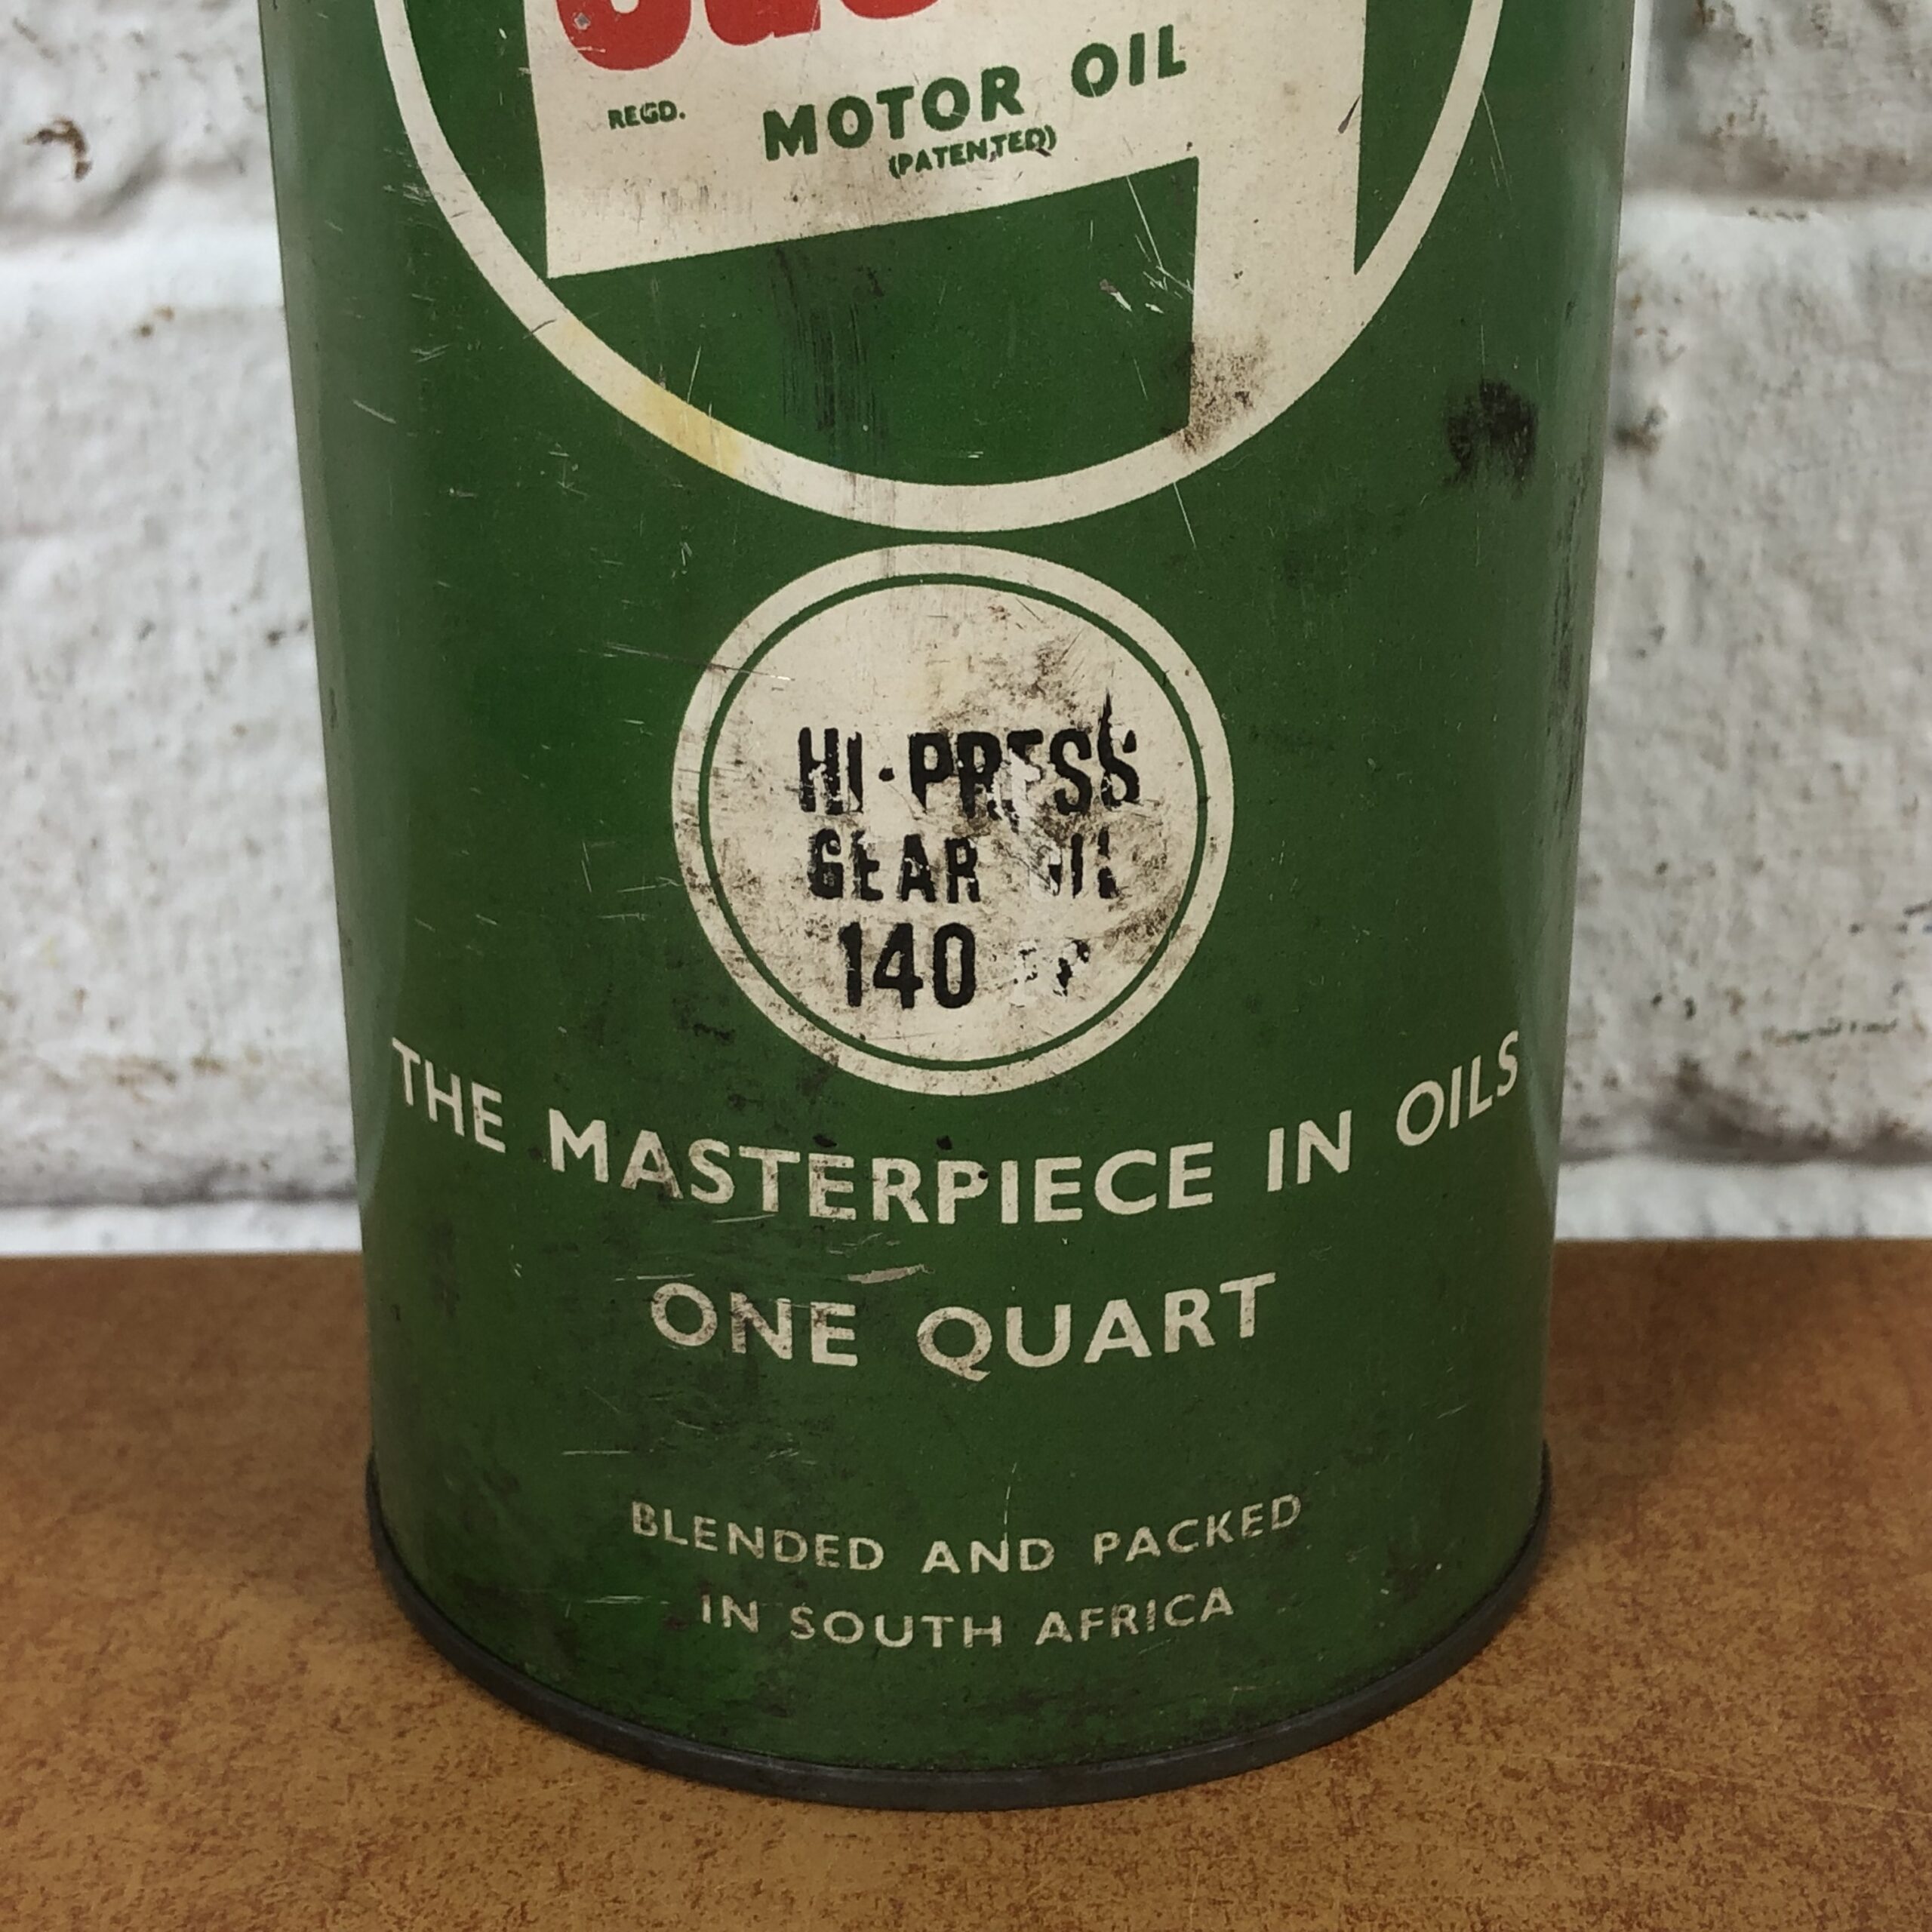 REGD. MOTOR OIL
(PATENTED)
HI-PRESS
GEAR OIL
140
THE MASTERPIECE IN OILS
ONE QUART
BLENDED AND PACKED
IN SOUTH AFRICA